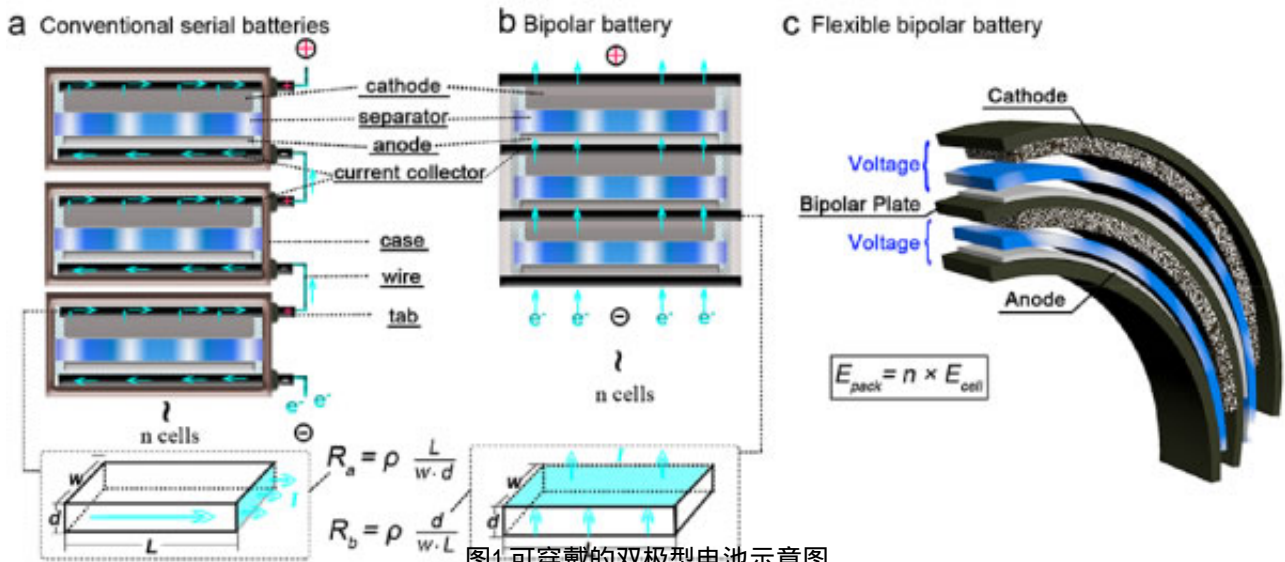 a Conventional serial batteries
b Bipolar battery
c Flexible bipolar battery
cathode
separator
anode
current collector
case
wire
tab
e⁻ e⁻
n cells
e⁻ e⁻ e⁻ e⁻
n cells
Cathode
Voltage
Bipolar Plate
Voltage
Anode
E_pack = n × E_cell
w
d
L
I
R_a = ρ L / w·d
R_b = ρ d / w·L
w
d
I
L
图1 可穿戴的双极型电池示意图